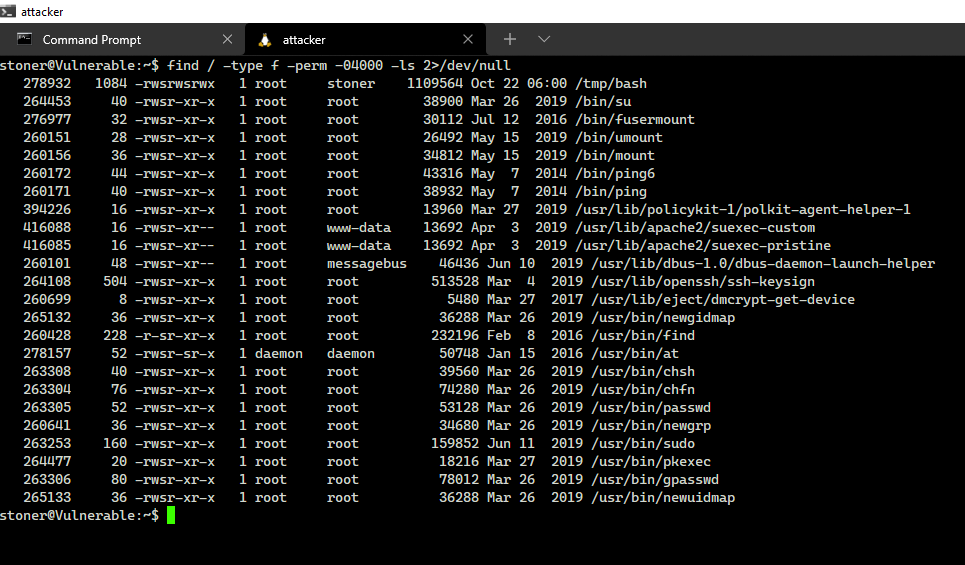 attacker
Command Prompt
attacker
stoner@Vulnerable:~$ find / -type f -perm -04000 -ls 2>/dev/null
278932 1084 -rwsrwsrwx 1 root stoner 1109564 Oct 22 06:00 /tmp/bash
264453 40 -rwsr-xr-x 1 root root 38900 Mar 26 2019 /bin/su
276977 32 -rwsr-xr-x 1 root root 30112 Jul 12 2016 /bin/fusermount
260151 28 -rwsr-xr-x 1 root root 26492 May 15 2019 /bin/umount
260156 36 -rwsr-xr-x 1 root root 34812 May 15 2019 /bin/mount
260172 44 -rwsr-xr-x 1 root root 43316 May 7 2014 /bin/ping6
260171 40 -rwsr-xr-x 1 root root 38932 May 7 2014 /bin/ping
394226 16 -rwsr-xr-x 1 root root 13960 Mar 27 2019 /usr/lib/policykit-1/polkit-agent-helper-1
416088 16 -rwsr-xr-- 1 root www-data 13692 Apr 3 2019 /usr/lib/apache2/suexec-custom
416085 16 -rwsr-xr-- 1 root www-data 13692 Apr 3 2019 /usr/lib/apache2/suexec-pristine
260101 48 -rwsr-xr-- 1 root messagebus 46436 Jun 10 2019 /usr/lib/dbus-1.0/dbus-daemon-launch-helper
264108 504 -rwsr-xr-x 1 root root 513528 Mar 4 2019 /usr/lib/openssh/ssh-keysign
260699 8 -rwsr-xr-x 1 root root 5480 Mar 27 2017 /usr/lib/eject/dmcrypt-get-device
265132 36 -rwsr-xr-x 1 root root 36288 Mar 26 2019 /usr/bin/newgidmap
260428 228 -r-sr-xr-x 1 root root 232196 Feb 8 2016 /usr/bin/find
278157 52 -rwsr-sr-x 1 daemon daemon 50748 Jan 15 2016 /usr/bin/at
263308 40 -rwsr-xr-x 1 root root 39560 Mar 26 2019 /usr/bin/chsh
263304 76 -rwsr-xr-x 1 root root 74280 Mar 26 2019 /usr/bin/chfn
263305 52 -rwsr-xr-x 1 root root 53128 Mar 26 2019 /usr/bin/passwd
260641 36 -rwsr-xr-x 1 root root 34680 Mar 26 2019 /usr/bin/newgrp
263253 160 -rwsr-xr-x 1 root root 159852 Jun 11 2019 /usr/bin/sudo
264477 20 -rwsr-xr-x 1 root root 18216 Mar 27 2019 /usr/bin/pkexec
263306 80 -rwsr-xr-x 1 root root 78012 Mar 26 2019 /usr/bin/gpasswd
265133 36 -rwsr-xr-x 1 root root 36288 Mar 26 2019 /usr/bin/newuidmap
stoner@Vulnerable:~$